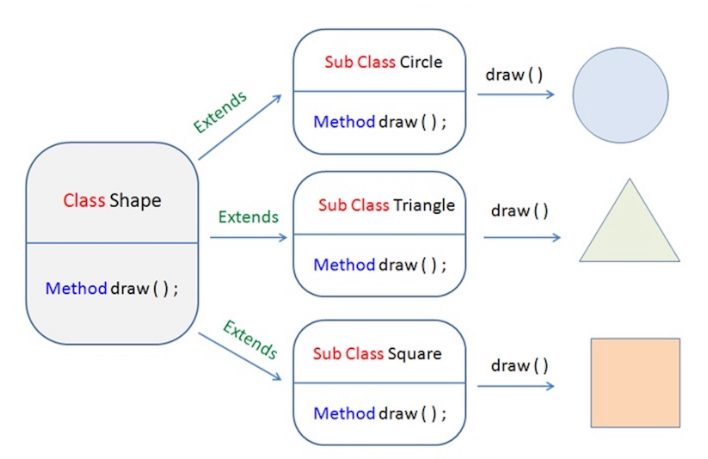 Class Shape
Method draw ( ) ;
Extends
Extends
Extends
Sub Class Circle
Method draw ( ) ;
draw ( )
Sub Class Triangle
Method draw ( ) ;
draw ( )
Sub Class Square
Method draw ( ) ;
draw ( )